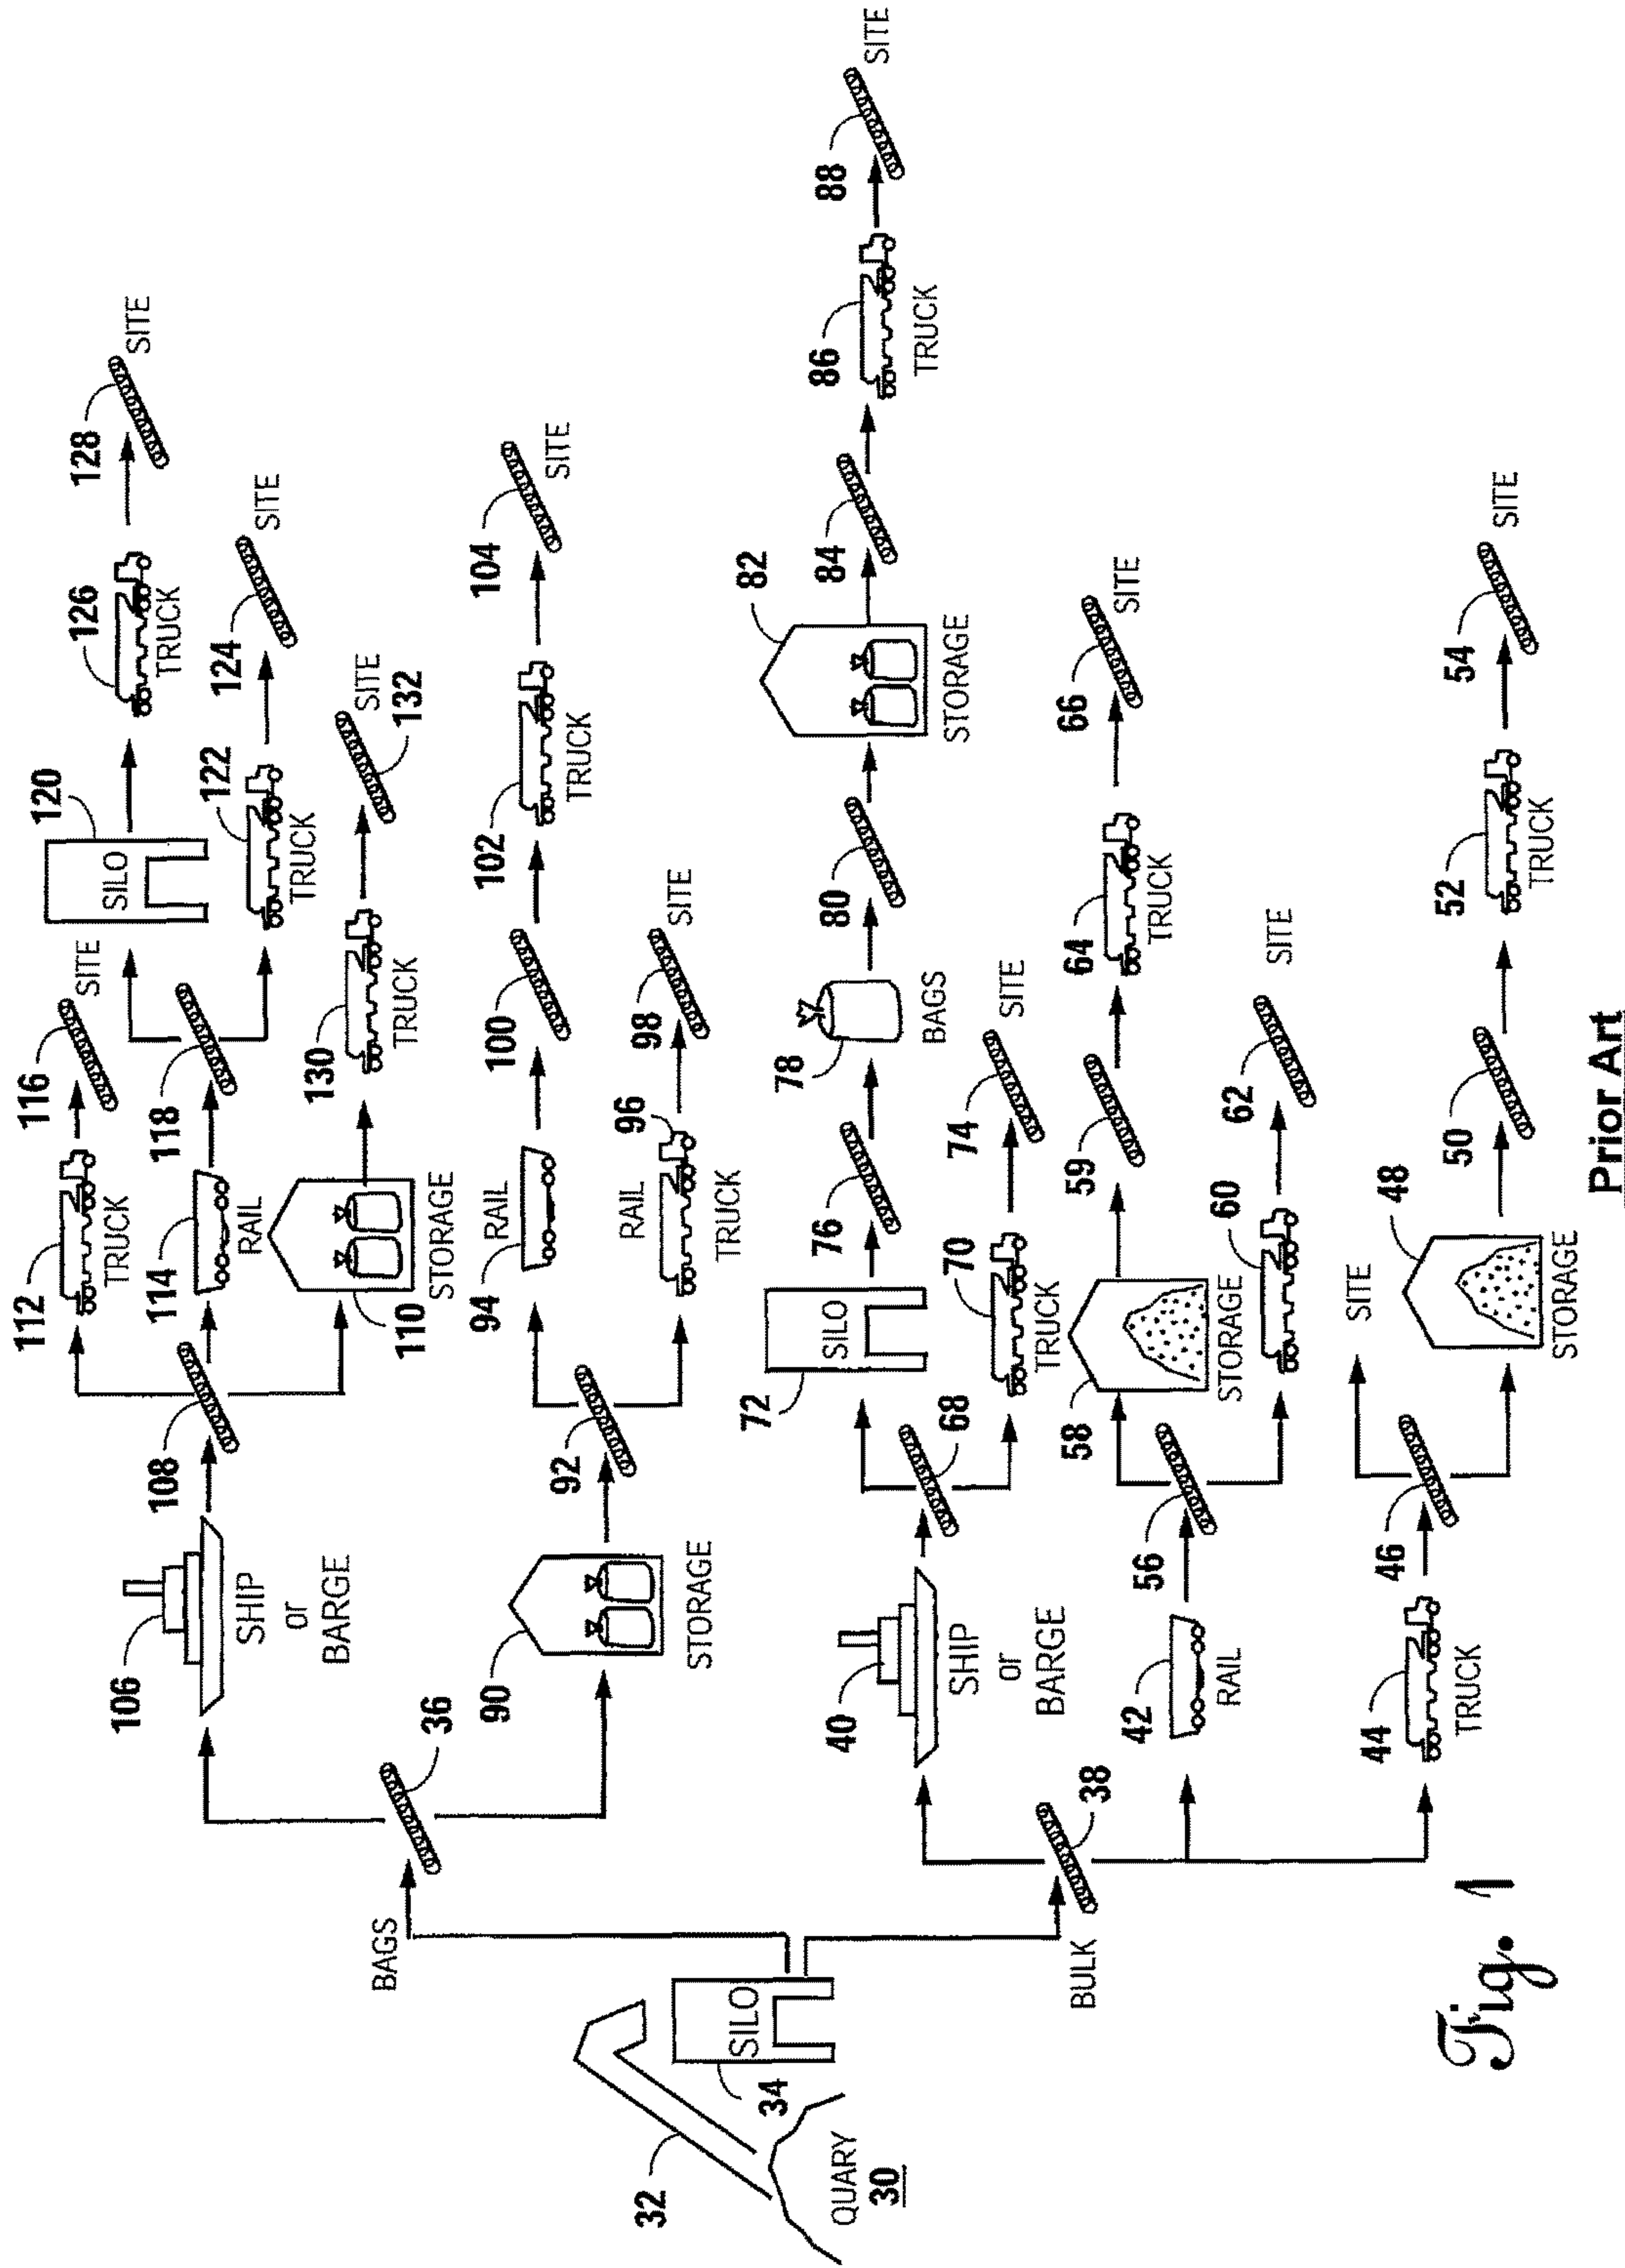 112
116
SITE
120
SILO
126
TRUCK
128
SITE
106
SHIP
or
BARGE
108
114
RAIL
TRUCK
118
122
TRUCK
124
SITE
110
STORAGE
130
TRUCK
SITE
132
BAGS
36
90
STORAGE
92
94
RAIL
100
102
TRUCK
104
SITE
RAIL
96
TRUCK
98
SITE
32
34
SILO
QUARY
30
72
SILO
76
78
BAGS
80
82
STORAGE
84
86
TRUCK
88
SITE
40
SHIP
or
BARGE
68
70
TRUCK
74
SITE
BULK
38
42
RAIL
56
58
STORAGE
59
64
TRUCK
66
SITE
60
62
SITE
44
TRUCK
46
SITE
48
STORAGE
50
52
TRUCK
54
SITE
Fig. 1
Prior Art